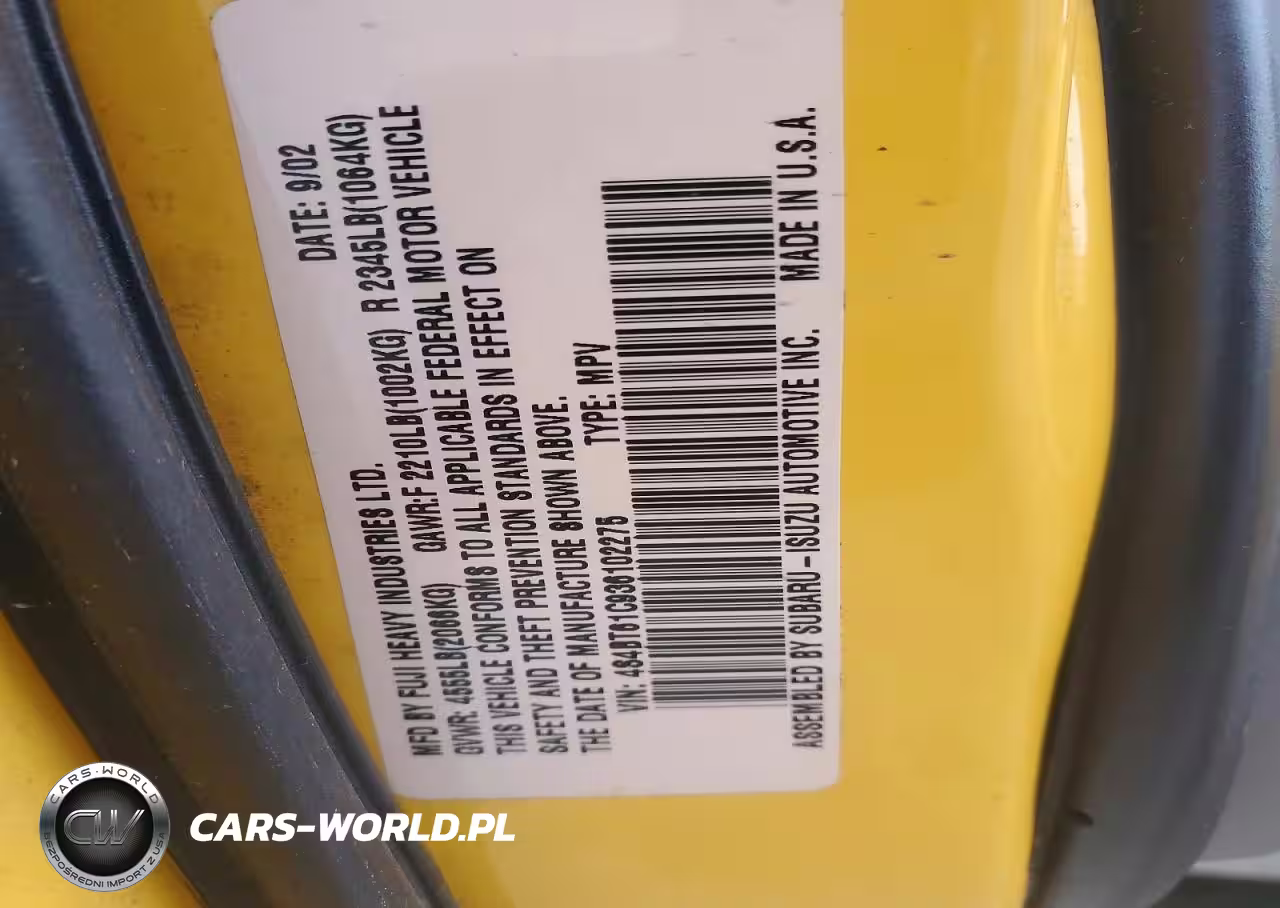 DATE: 9/02
MFD BY FUJI HEAVY INDUSTRIES LTD.
GVWR: 4555LB(2066KG) GAWR:F 2210LB(1002KG) R 2345LB(1064KG)
THIS VEHICLE CONFORMS TO ALL APPLICABLE FEDERAL MOTOR VEHICLE
SAFETY AND THEFT PREVENTION STANDARDS IN EFFECT ON
THE DATE OF MANUFACTURE SHOWN ABOVE.
VIN: 4S4BT61C936102275 TYPE: MPV
ASSEMBLED BY SUBARU-ISUZU AUTOMOTIVE INC. MADE IN U.S.A.
CARS-WORLD
CW
BEZPOŚREDNI IMPORT Z USA
CARS-WORLD.PL